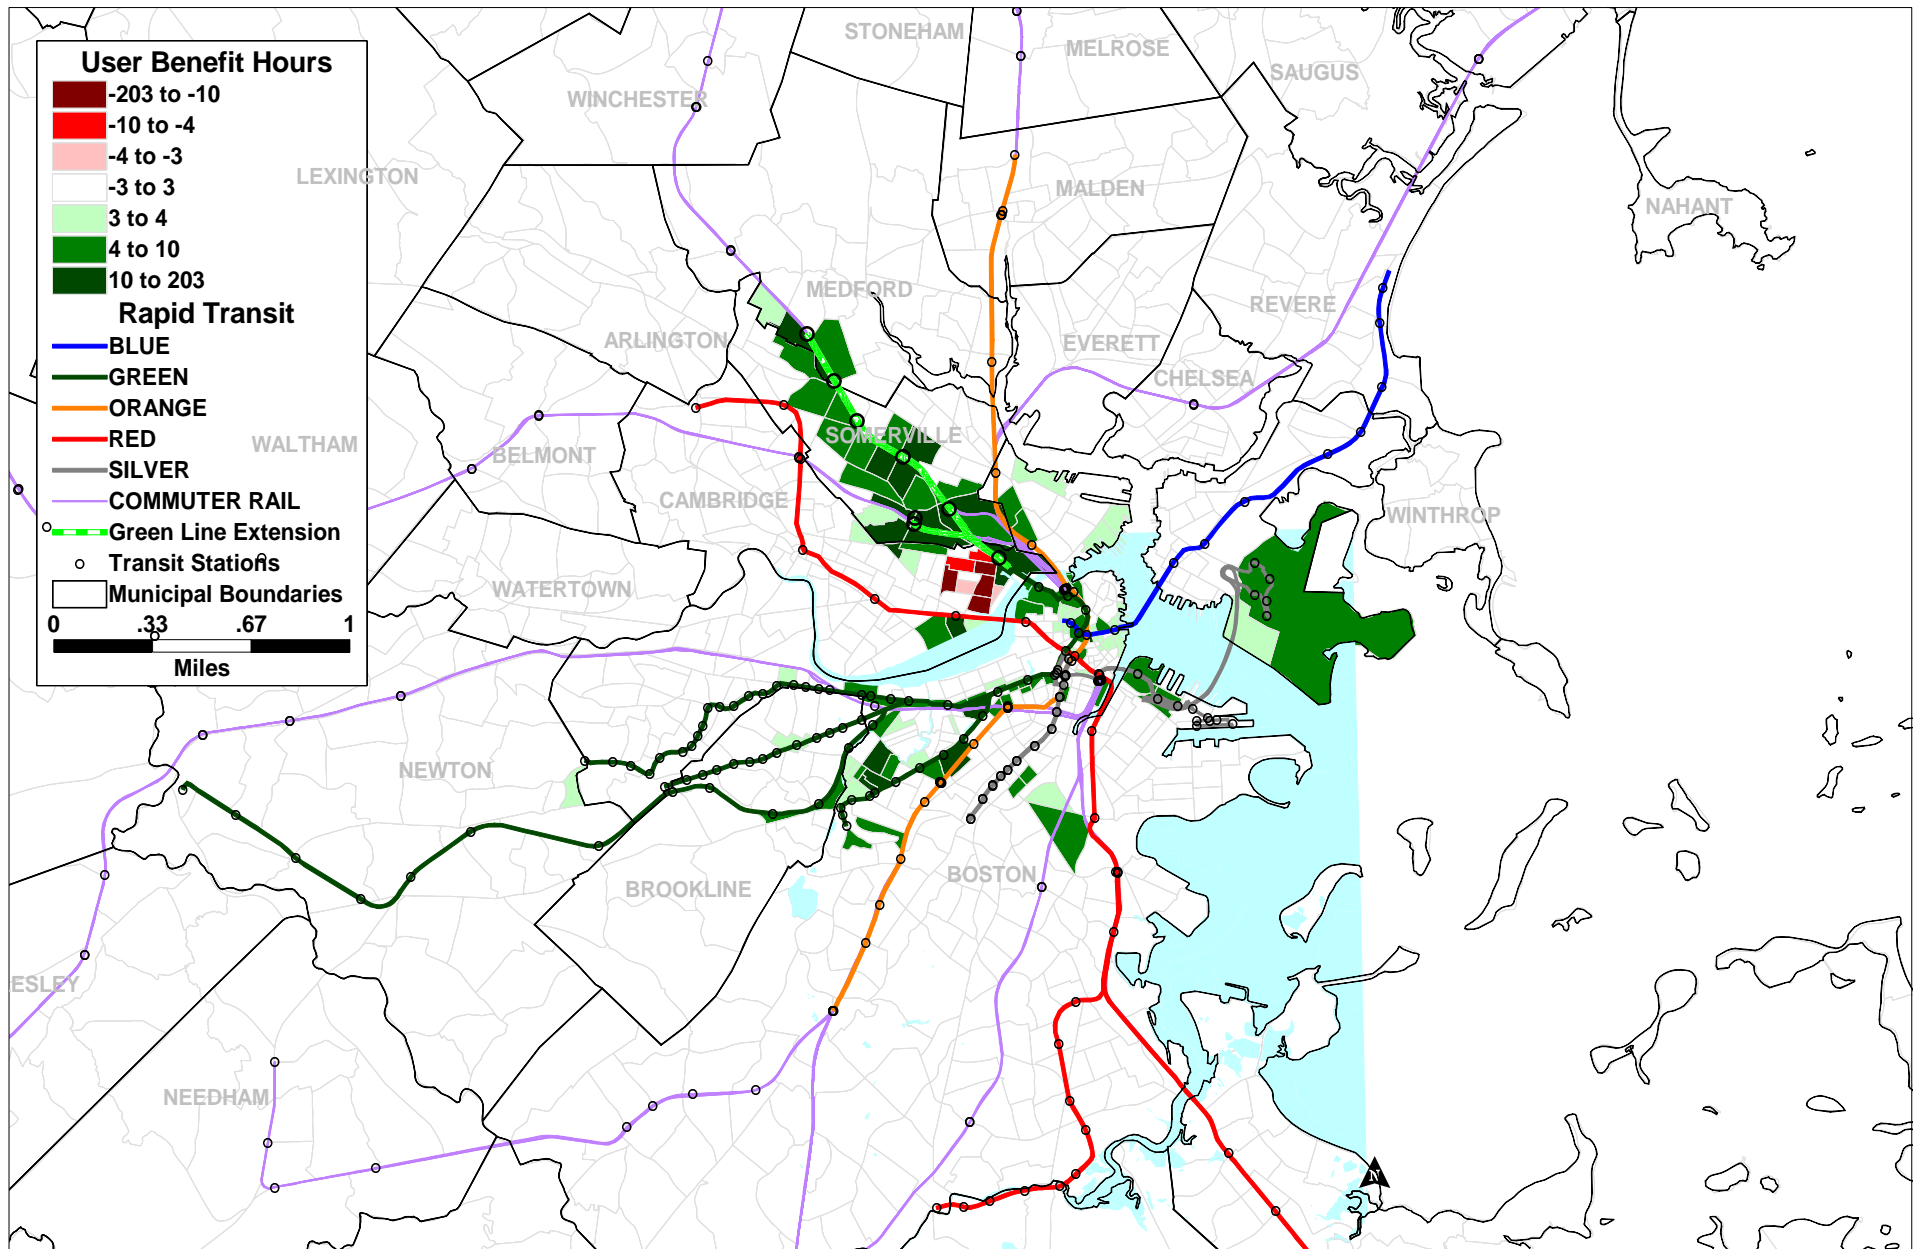 User Benefit Hours
-203 to -10
-10 to -4
-4 to -3
-3 to 3
3 to 4
4 to 10
10 to 203
Rapid Transit
BLUE
GREEN
ORANGE
RED
SILVER
COMMUTER RAIL
Green Line Extension
Transit Stations
Municipal Boundaries
0 .33 .67 1
Miles
STONEHAM
MELROSE
SAUGUS
WINCHESTER
LEXINGTON
MALDEN
NAHANT
MEDFORD
REVERE
ARLINGTON
EVERETT
CHELSEA
SOMERVILLE
WALTHAM
BELMONT
CAMBRIDGE
WINTHROP
WATERTOWN
NEWTON
BROOKLINE
BOSTON
ESLEY
NEEDHAM
N